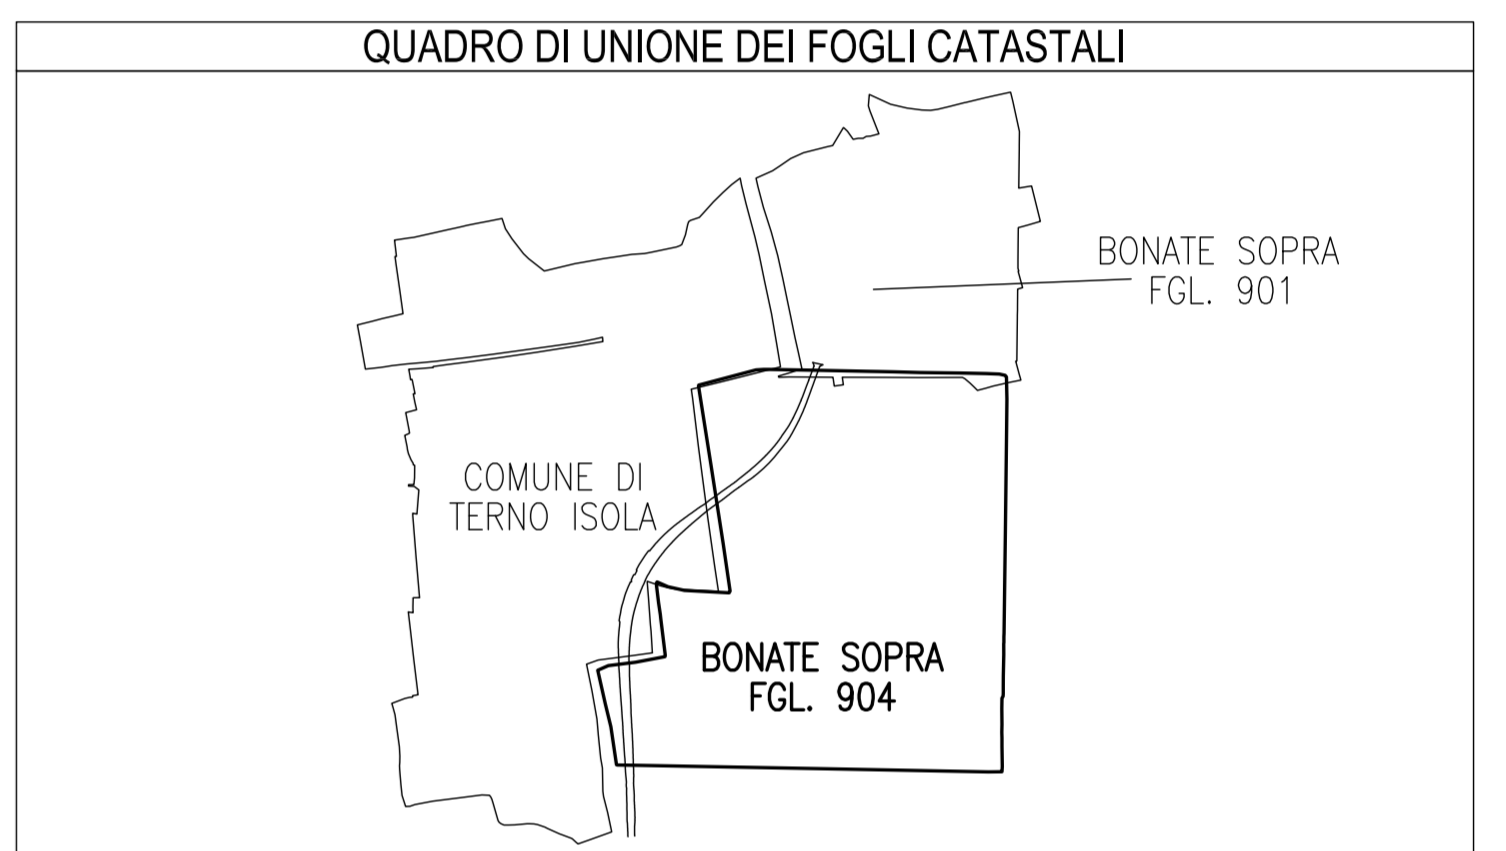 QUADRO DI UNIONE DEI FOGLI CATASTALI
BONATE SOPRA
FGL. 901
COMUNE DI
TERNO ISOLA
BONATE SOPRA
FGL. 904